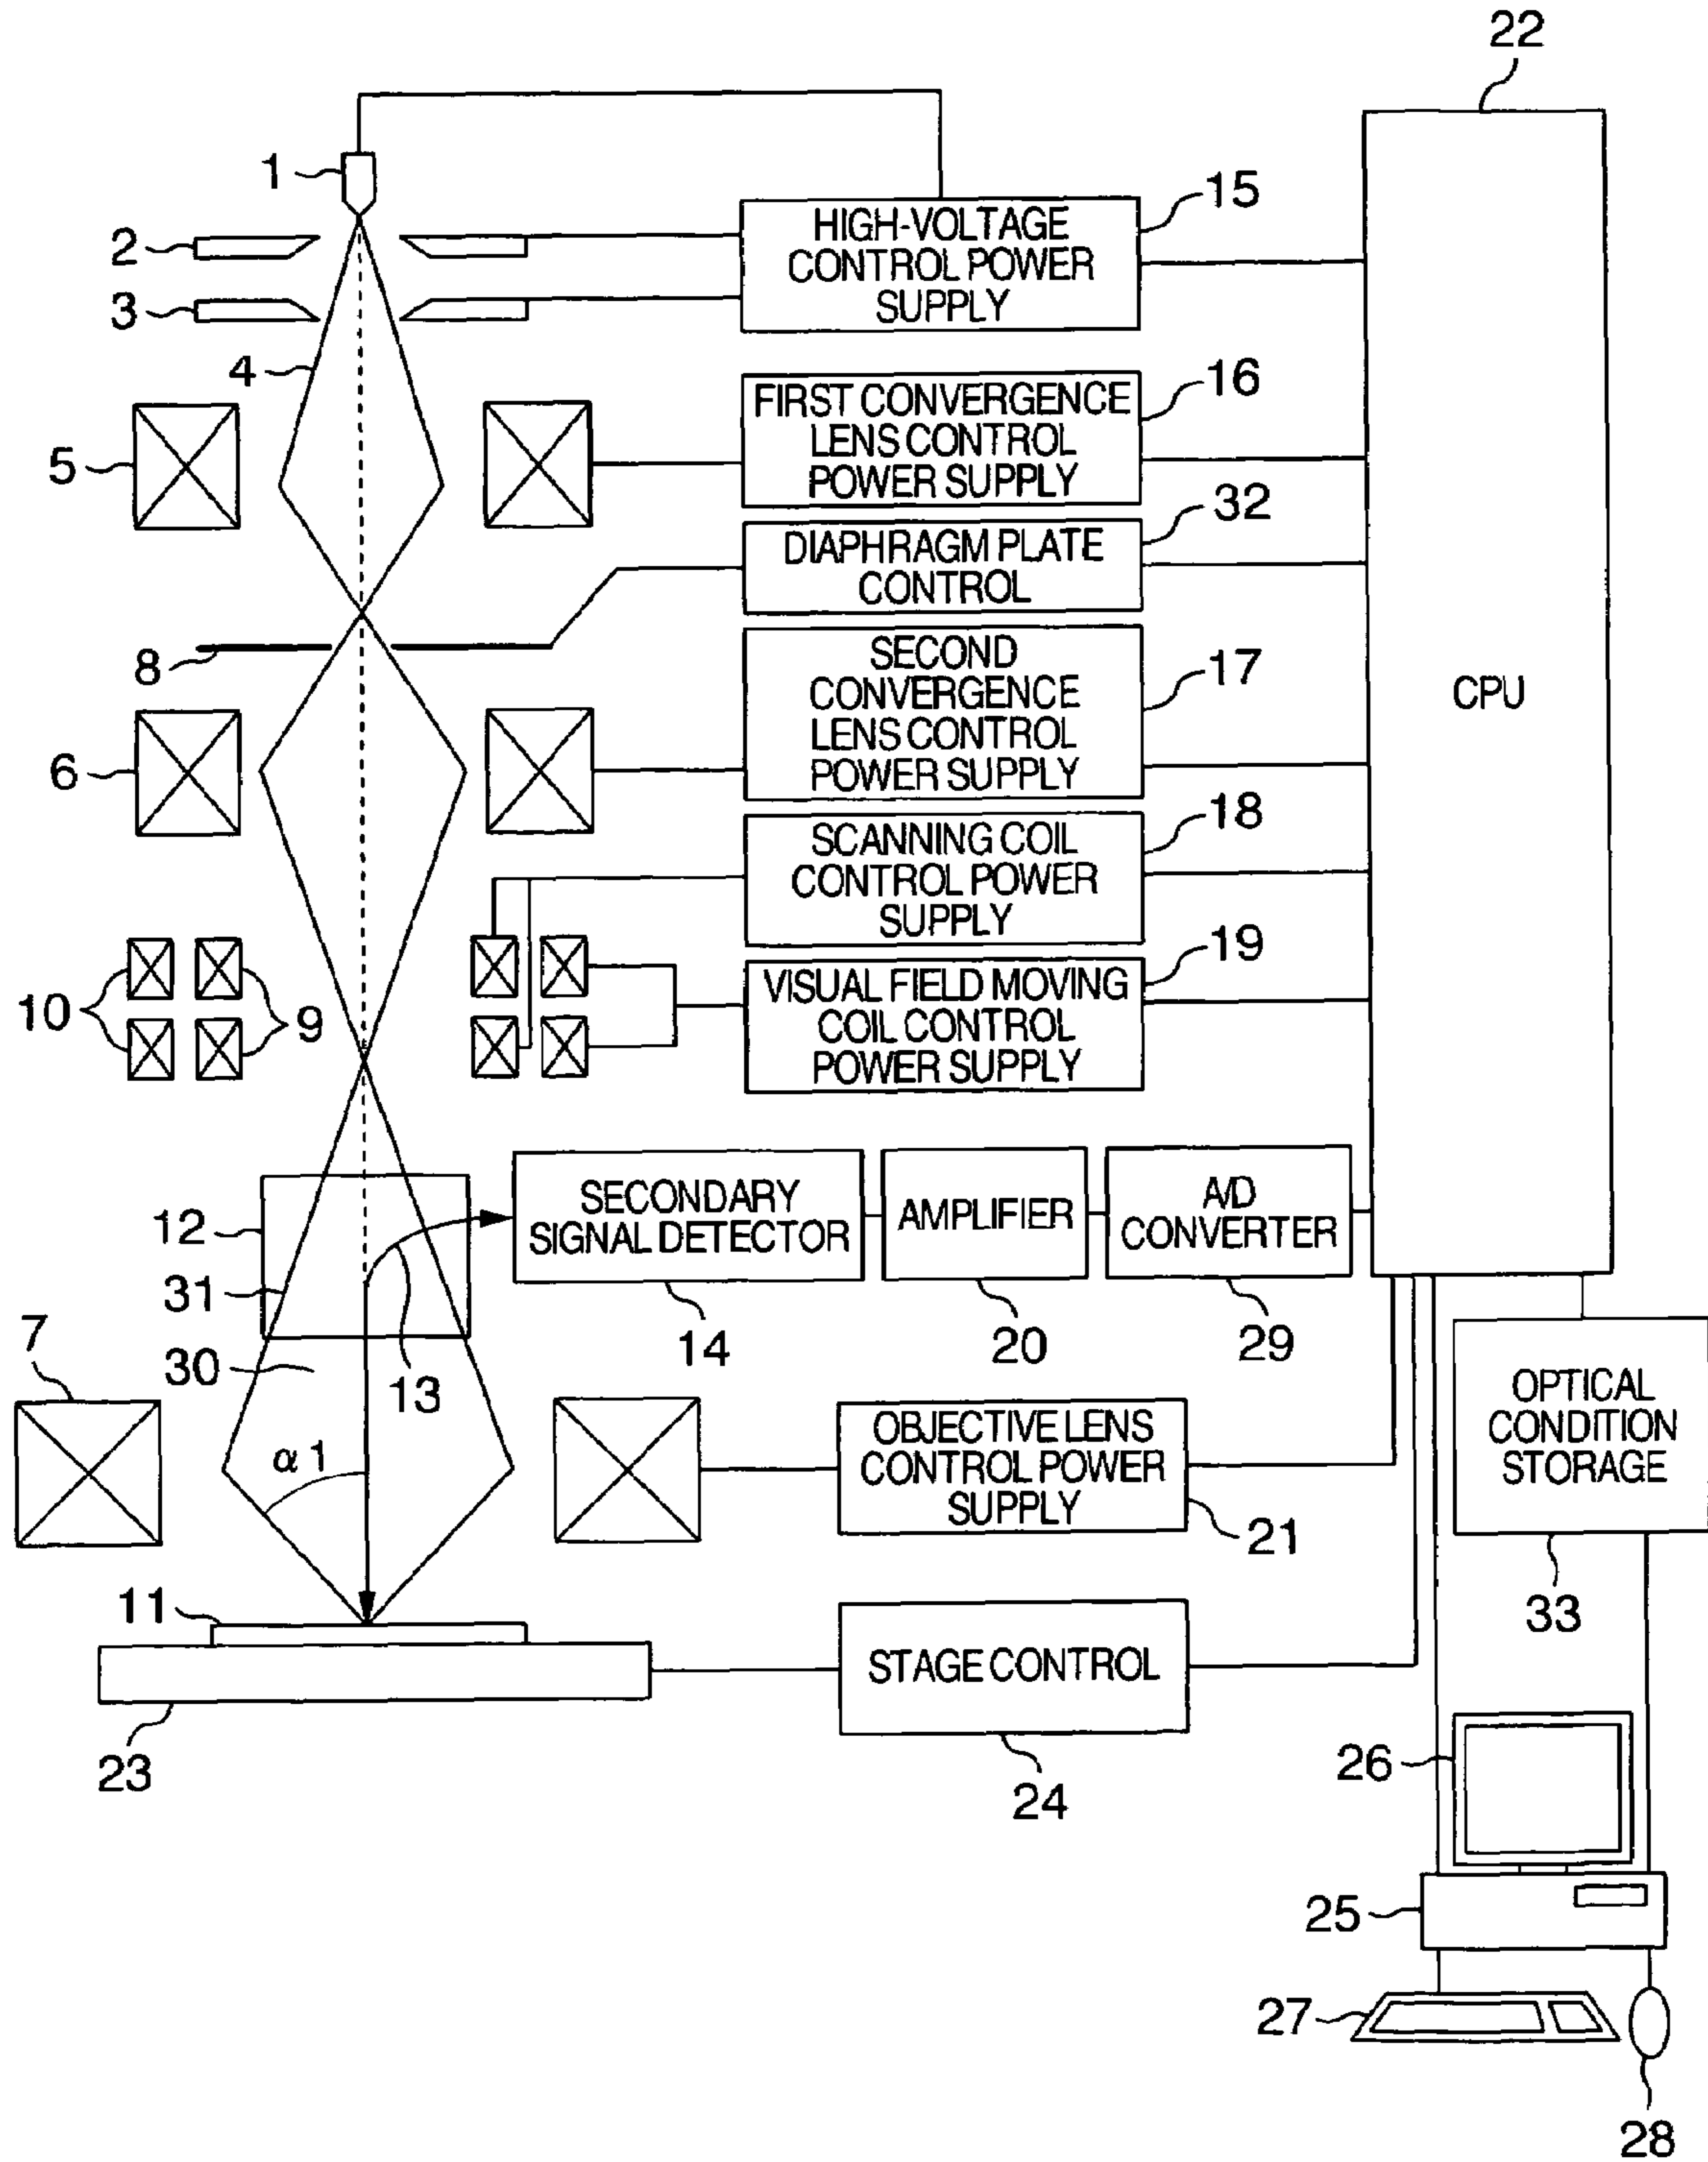 22
1
15
HIGH-VOLTAGE
CONTROL POWER
SUPPLY
2
3
4
16
FIRST CONVERGENCE
LENS CONTROL
POWER SUPPLY
5
32
DIAPHRAGM PLATE
CONTROL
8
17
SECOND
CONVERGENCE
LENS CONTROL
POWER SUPPLY
CPU
6
18
SCANNING COIL
CONTROL POWER
SUPPLY
19
VISUAL FIELD MOVING
COIL CONTROL
POWER SUPPLY
10
9
12
SECONDARY
SIGNAL DETECTOR
AMPLIFIER
A/D
CONVERTER
31
14
20
29
7
30
13
α1
OBJECTIVE LENS
CONTROL POWER
SUPPLY
21
OPTICAL
CONDITION
STORAGE
33
11
STAGE CONTROL
23
24
26
25
27
28